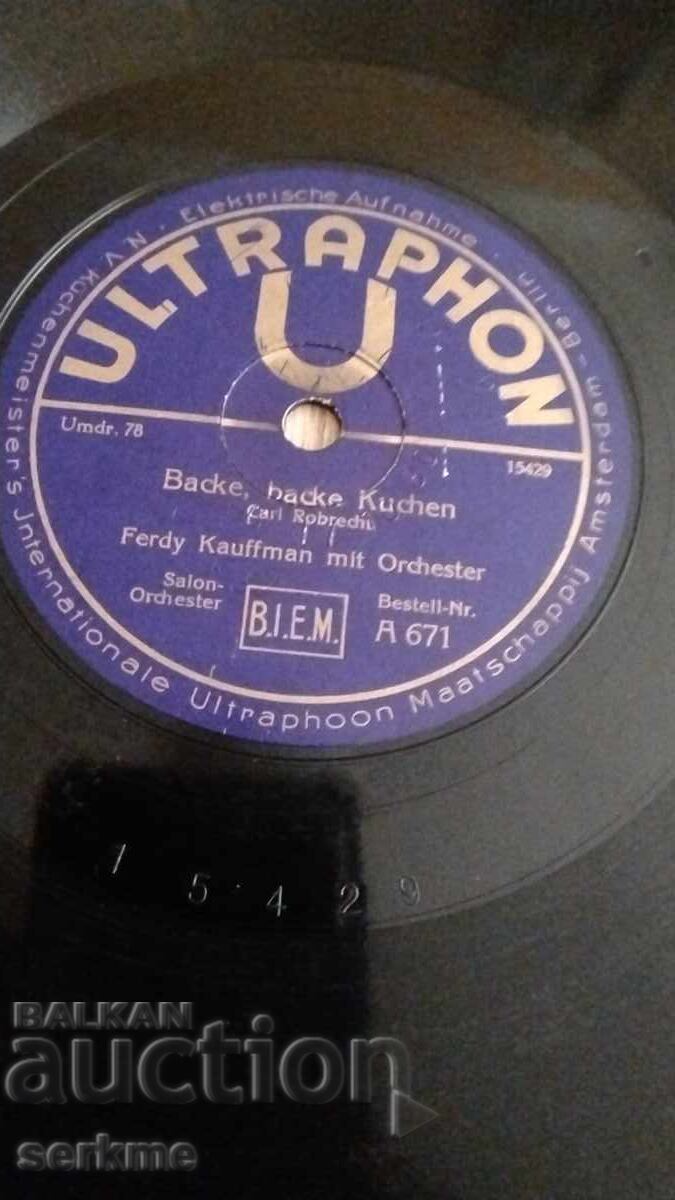 N.V. Küchenmeister's Jnternationale Ultraphoon Maatschappij Amsterdam-Berlin · Elektrische Aufnahme ·
ULTRAPHON
U
Umdr. 78
15429
Backe, backe Kuchen
Carl Robrecht
Ferdy Kauffman mit Orchester
Salon-
Orchester
B.I.E.M.
Bestell-Nr.
A 671
15429
BALKAN
auction
serkme